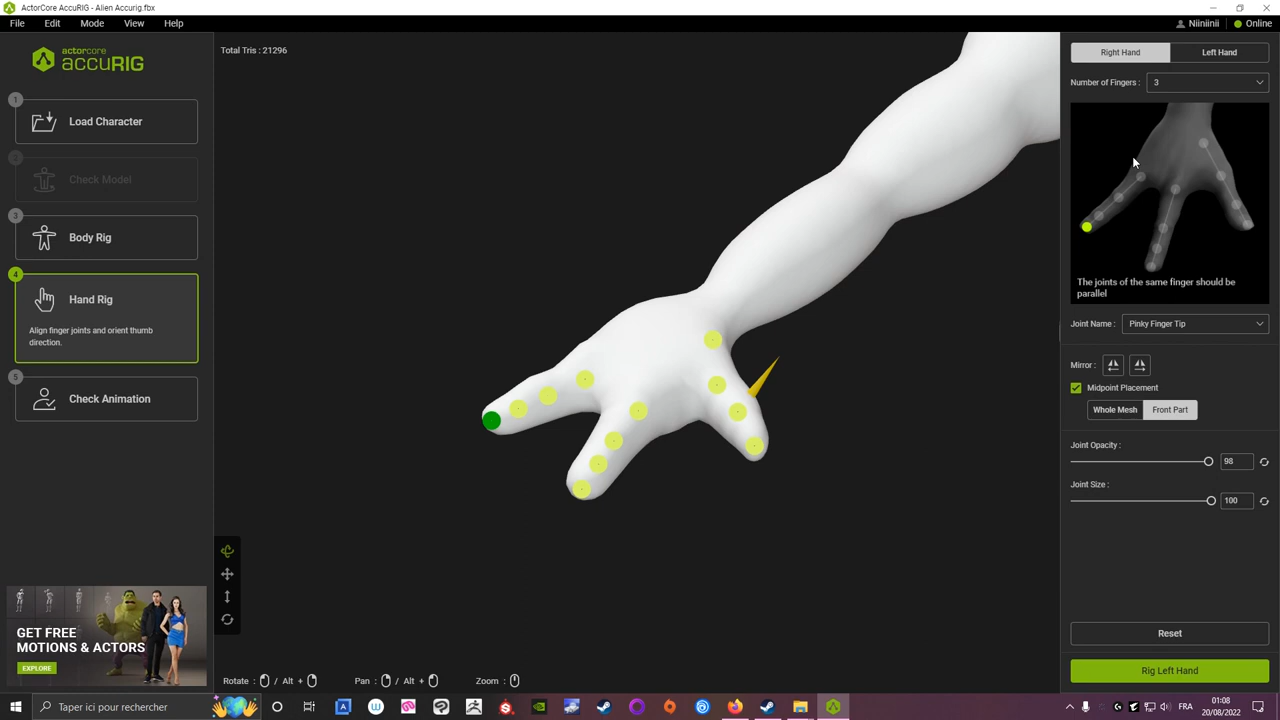 ActorCore AccuRIG - Alien Accurig.fbx
File Edit Mode View Help
Niiniinii Online
actorcore
accuRIG
Total Tris : 21296
Right Hand Left Hand
Number of Fingers : 3
1
Load Character
2
Check Model
3
Body Rig
4
Hand Rig
Align finger joints and orient thumb
direction.
5
Check Animation
The joints of the same finger should be
parallel
Joint Name : Pinky Finger Tip
Mirror :
Midpoint Placement
Whole Mesh Front Part
Joint Opacity :
98
Joint Size :
100
GET FREE
MOTIONS & ACTORS
EXPLORE
Reset
Rig Left Hand
Rotate : / Alt + Pan : / Alt + Zoom :
Taper ici pour rechercher
FRA
01:08
20/08/2022